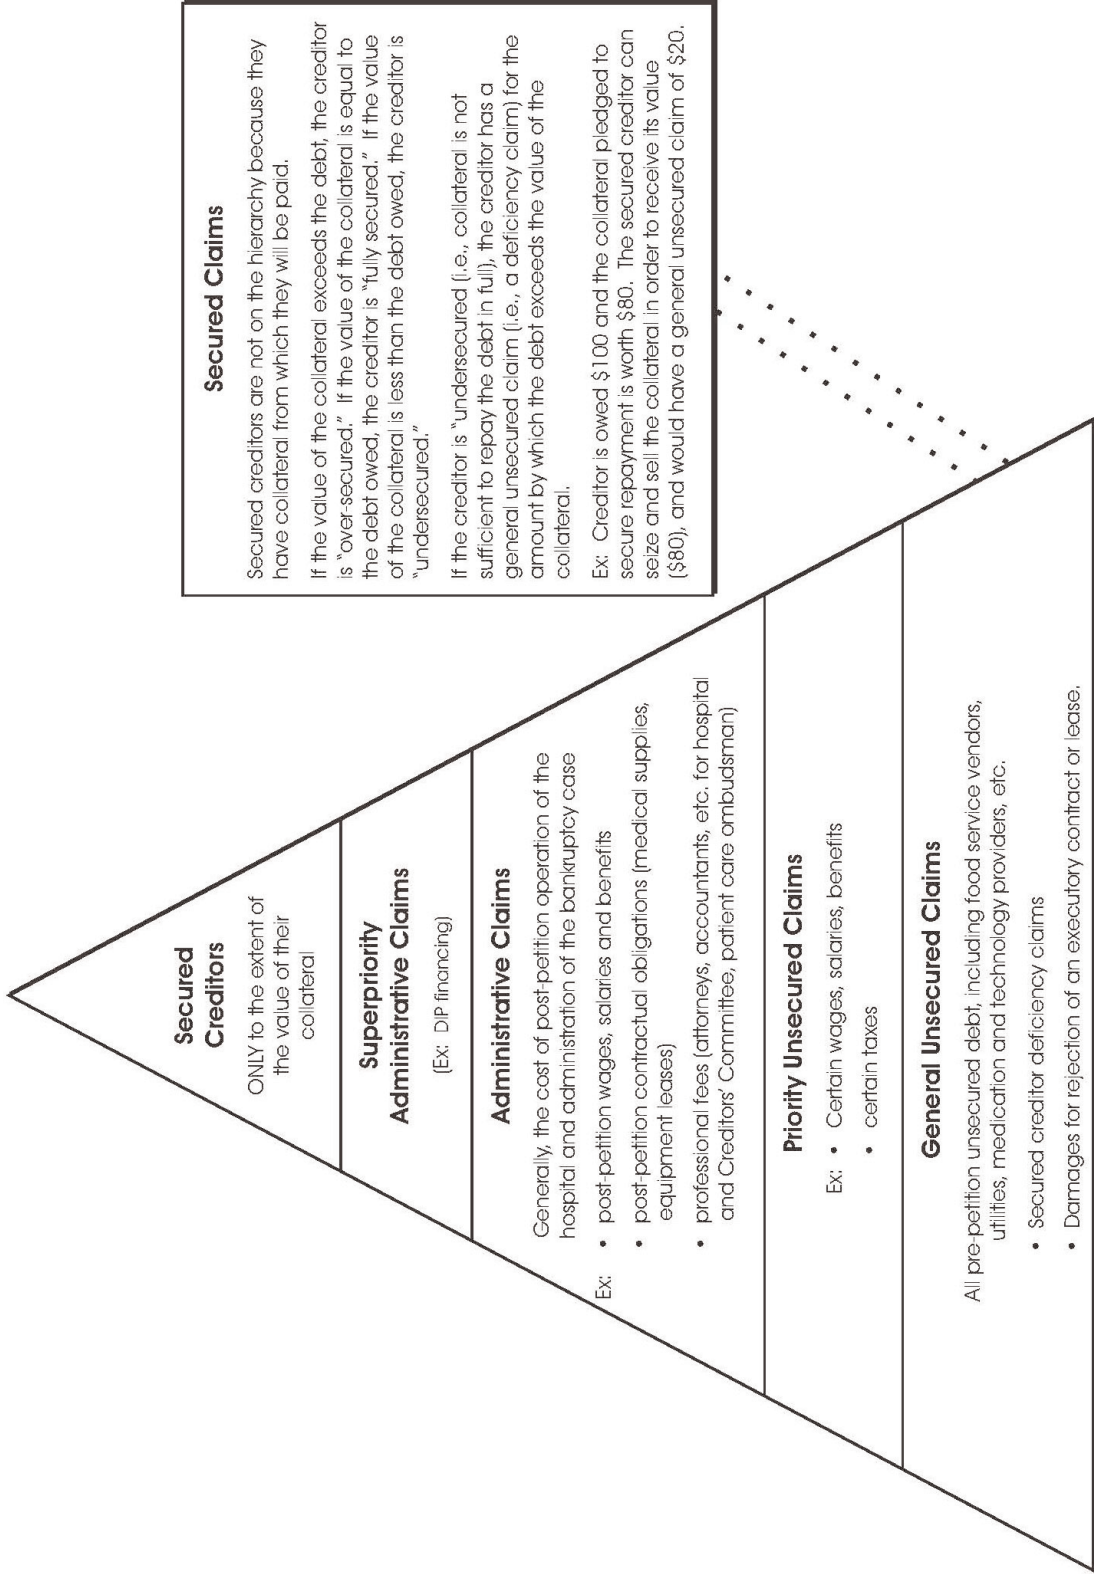 Secured
Creditors
ONLY to the extent of
the value of their
collateral
Superpriority
Administrative Claims
(Ex: DIP financing)
Administrative Claims
Generally, the cost of post-petition operation of the
hospital and administration of the bankruptcy case
Ex: • post-petition wages, salaries and benefits
• post-petition contractual obligations (medical supplies,
equipment leases)
• professional fees (attorneys, accountants, etc. for hospital
and Creditors' Committee, patient care ombudsman)
Priority Unsecured Claims
Ex: • Certain wages, salaries, benefits
• certain taxes
General Unsecured Claims
All pre-petition unsecured debt, including food service vendors,
utilities, medication and technology providers, etc.
• Secured creditor deficiency claims
• Damages for rejection of an executory contract or lease.
Secured Claims
Secured creditors are not on the hierarchy because they
have collateral from which they will be paid.
If the value of the collateral exceeds the debt, the creditor
is "over-secured." If the value of the collateral is equal to
the debt owed, the creditor is "fully secured." If the value
of the collateral is less than the debt owed, the creditor is
"undersecured."
If the creditor is "undersecured (i.e., collateral is not
sufficient to repay the debt in full), the creditor has a
general unsecured claim (i.e., a deficiency claim) for the
amount by which the debt exceeds the value of the
collateral.
Ex: Creditor is owed $100 and the collateral pledged to
secure repayment is worth $80. The secured creditor can
seize and sell the collateral in order to receive its value
($80), and would have a general unsecured claim of $20.